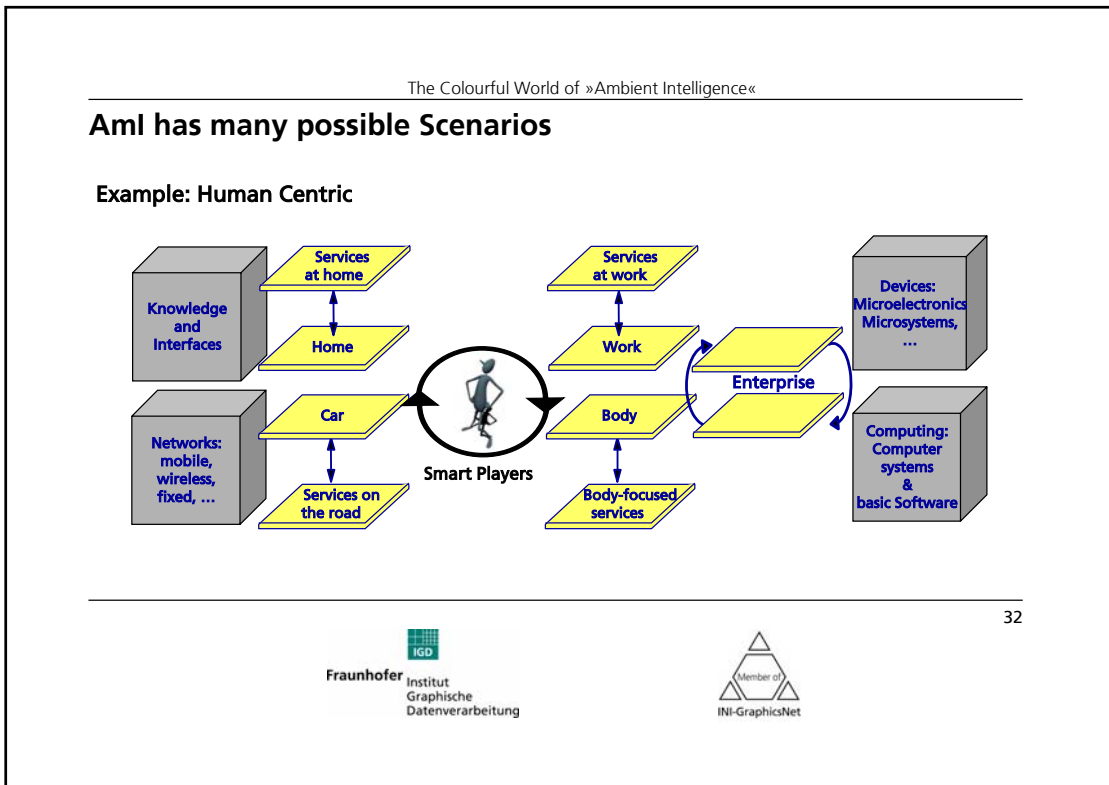 The Colourful World of »Ambient Intelligence«
AmI has many possible Scenarios
Example: Human Centric
Knowledge
and
Interfaces
Services
at home
Home
Services
at work
Work
Devices:
Microelectronics
Microsystems,
...
Enterprise
Networks:
mobile,
wireless,
fixed, ...
Car
Services on
the road
Smart Players
Body
Body-focused
services
Computing:
Computer
systems
&
basic Software
32
IGD
Fraunhofer
Institut
Graphische
Datenverarbeitung
Member of
INI-GraphicsNet